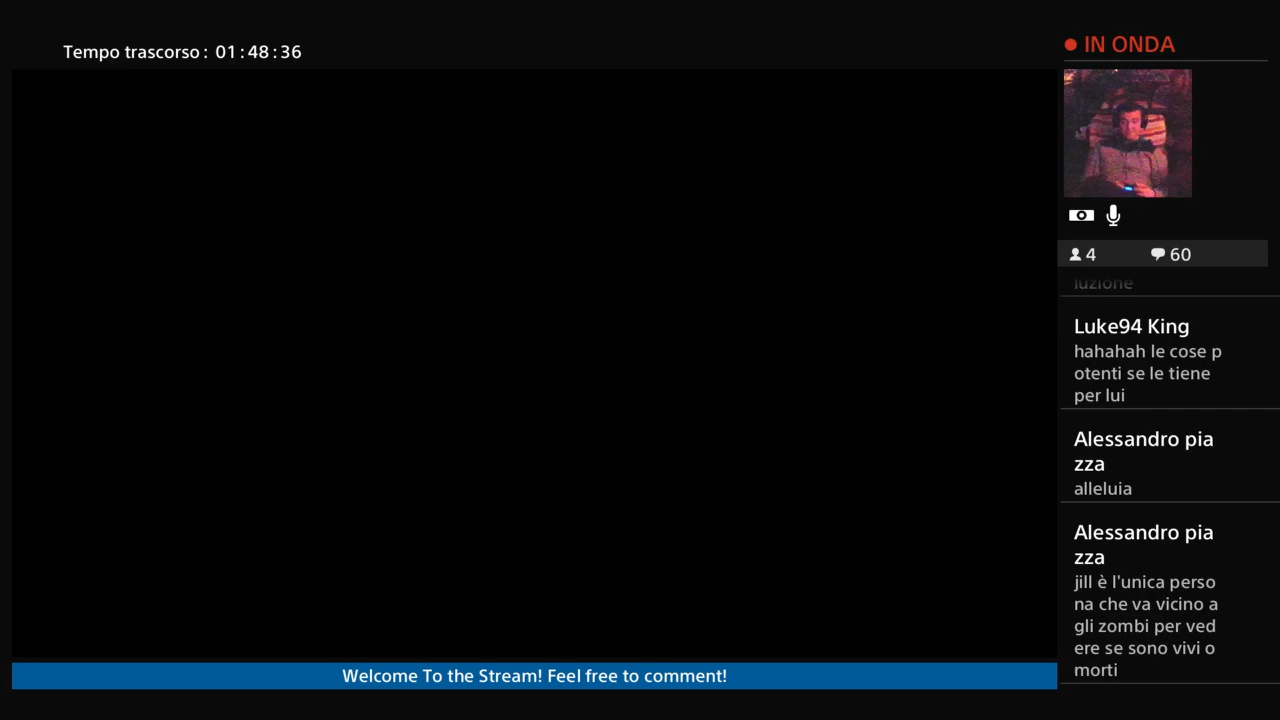 Tempo trascorso : 01 : 48 : 36
IN ONDA
4
60
luzione
Luke94 King
hahahah le cose p
otenti se le tiene
per lui
Alessandro pia
zza
alleluia
Alessandro pia
zza
jill è l'unica perso
na che va vicino a
gli zombi per ved
ere se sono vivi o
morti
Welcome To the Stream! Feel free to comment!